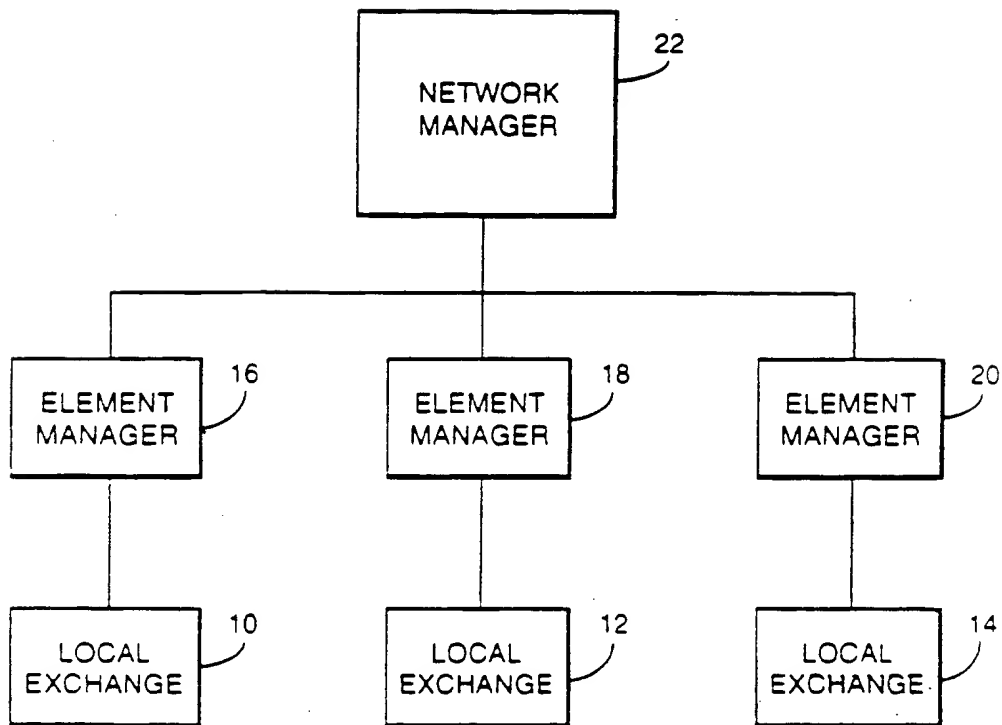 22
NETWORK
MANAGER
16
ELEMENT
MANAGER
18
ELEMENT
MANAGER
20
ELEMENT
MANAGER
10
LOCAL
EXCHANGE
12
LOCAL
EXCHANGE
14
LOCAL
EXCHANGE